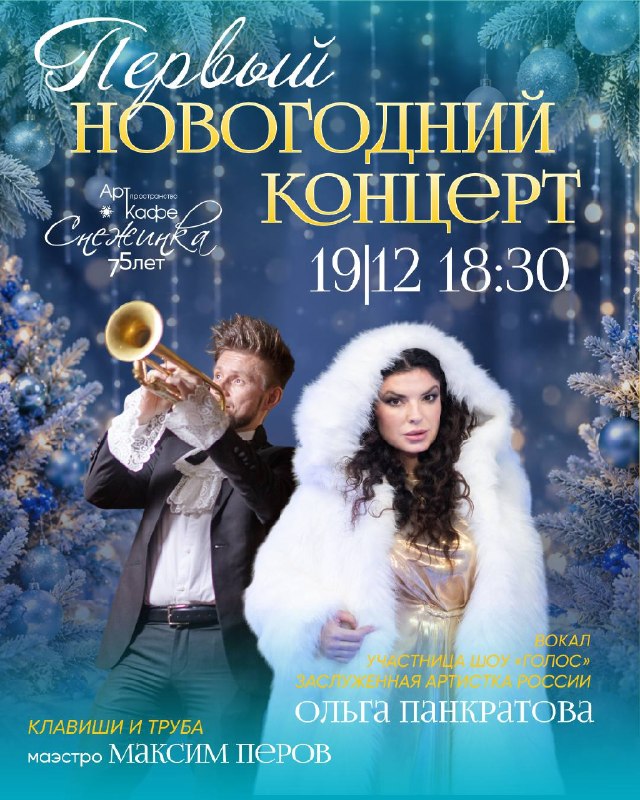 Первый
НОВОГОДНИЙ
КОНЦЕРТ
Арт пространство
Кафе
Снежинка
75лет
19|12 18:30
ВОКАЛ
УЧАСТНИЦА ШОУ «ГОЛОС»
ЗАСЛУЖЕННАЯ АРТИСТКА РОССИИ
ОЛЬГА ПАНКРАТОВА
КЛАВИШИ И ТРУБА
маэстро МАКСИМ ПЕРОВ